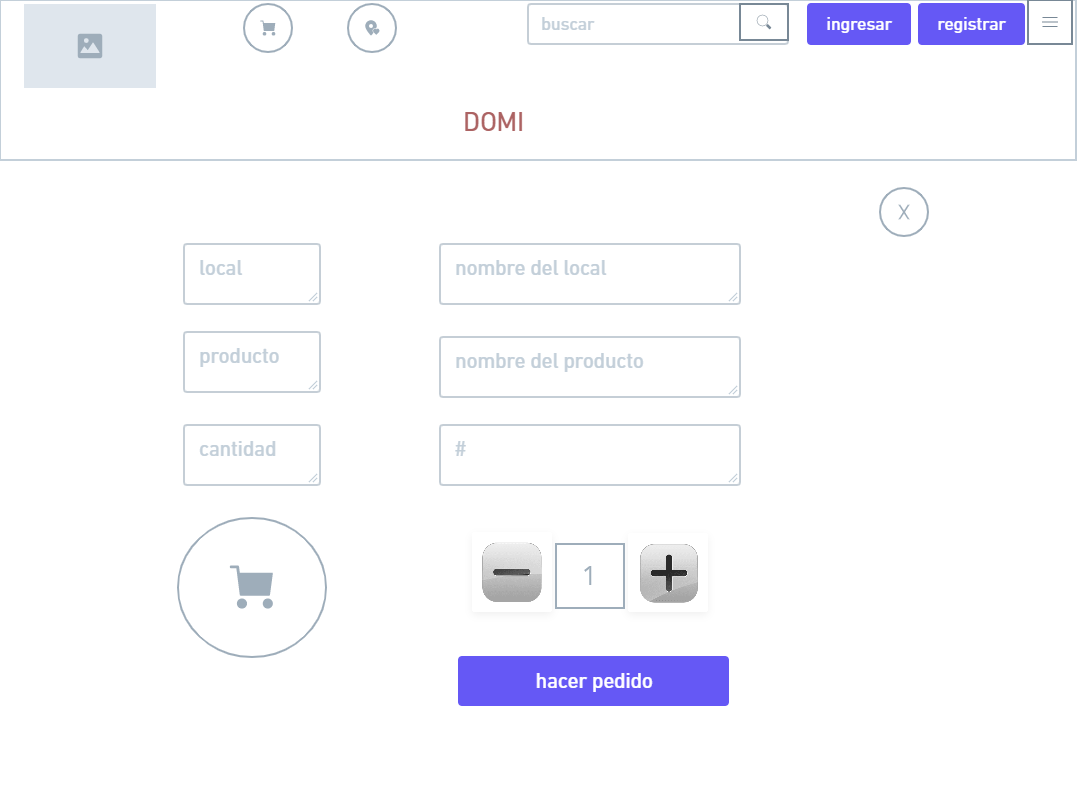 buscar
ingresar
registrar
DOMI
X
local
nombre del local
producto
nombre del producto
cantidad
#
1
hacer pedido